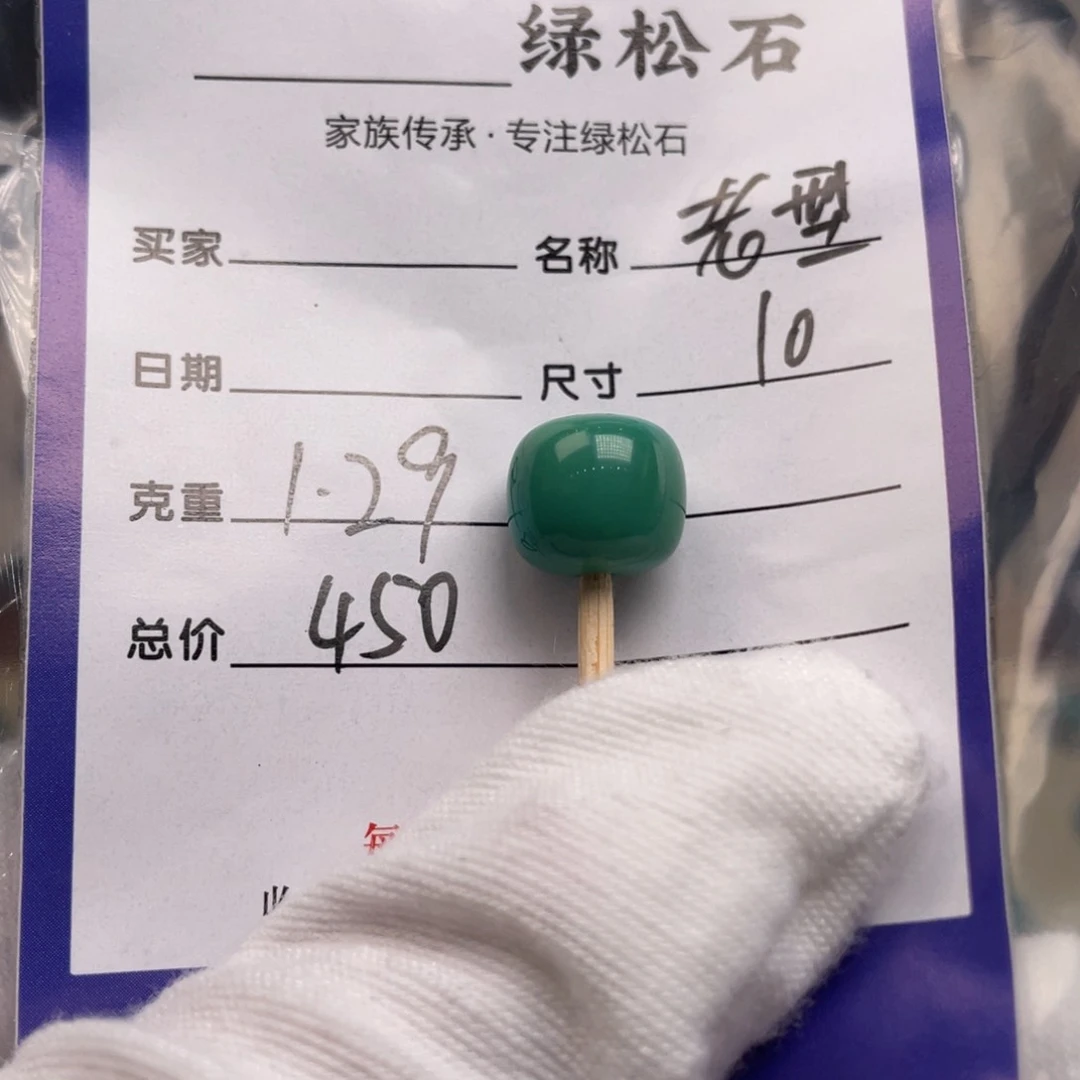 绿松石
家族传承·专注绿松石
买家 名称 老型
日期 尺寸 10
克重 1.29
总价 450
每